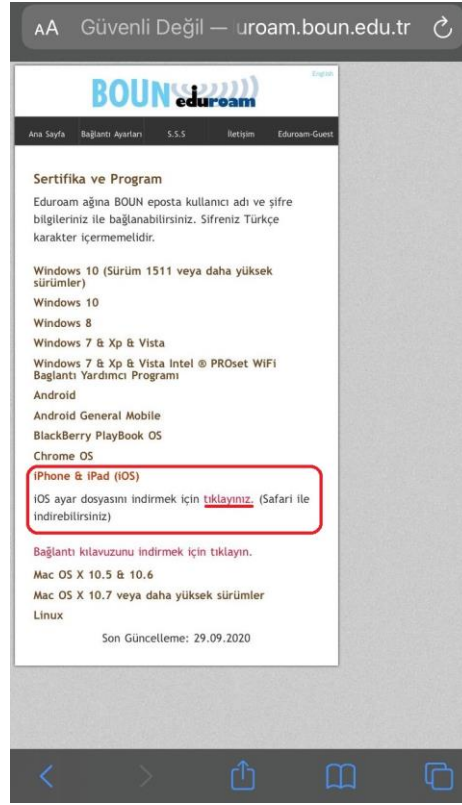 AA Güvenli Değil — uroam.boun.edu.tr
English
BOUN eduroam
Ana Sayfa Bağlantı Ayarları S.S.S İletişim Eduroam-Guest
Sertifika ve Program
Eduroam ağına BOUN eposta kullanıcı adı ve şifre
bilgileriniz ile bağlanabilirsiniz. Sifreniz Türkçe
karakter içermemelidir.
Windows 10 (Sürüm 1511 veya daha yüksek
sürümler)
Windows 10
Windows 8
Windows 7 & Xp & Vista
Windows 7 & Xp & Vista Intel ® PROset WiFi
Baglantı Yardımcı Programı
Android
Android General Mobile
BlackBerry PlayBook OS
Chrome OS
iPhone & iPad (iOS)
iOS ayar dosyasını indirmek için tıklayınız. (Safari ile
indirebilirsiniz)
Bağlantı kılavuzunu indirmek için tıklayın.
Mac OS X 10.5 & 10.6
Mac OS X 10.7 veya daha yüksek sürümler
Linux
Son Güncelleme: 29.09.2020